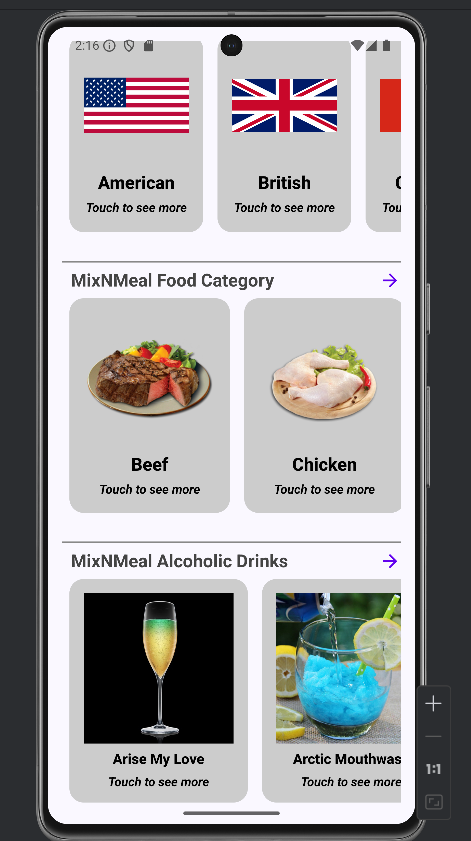 2:16
American
British
C
Touch to see more
Touch to see more
Tou
MixNMeal Food Category
Beef
Chicken
Touch to see more
Touch to see more
MixNMeal Alcoholic Drinks
Arise My Love
Arctic Mouthwas
Touch to see more
Touch to see more
1:1